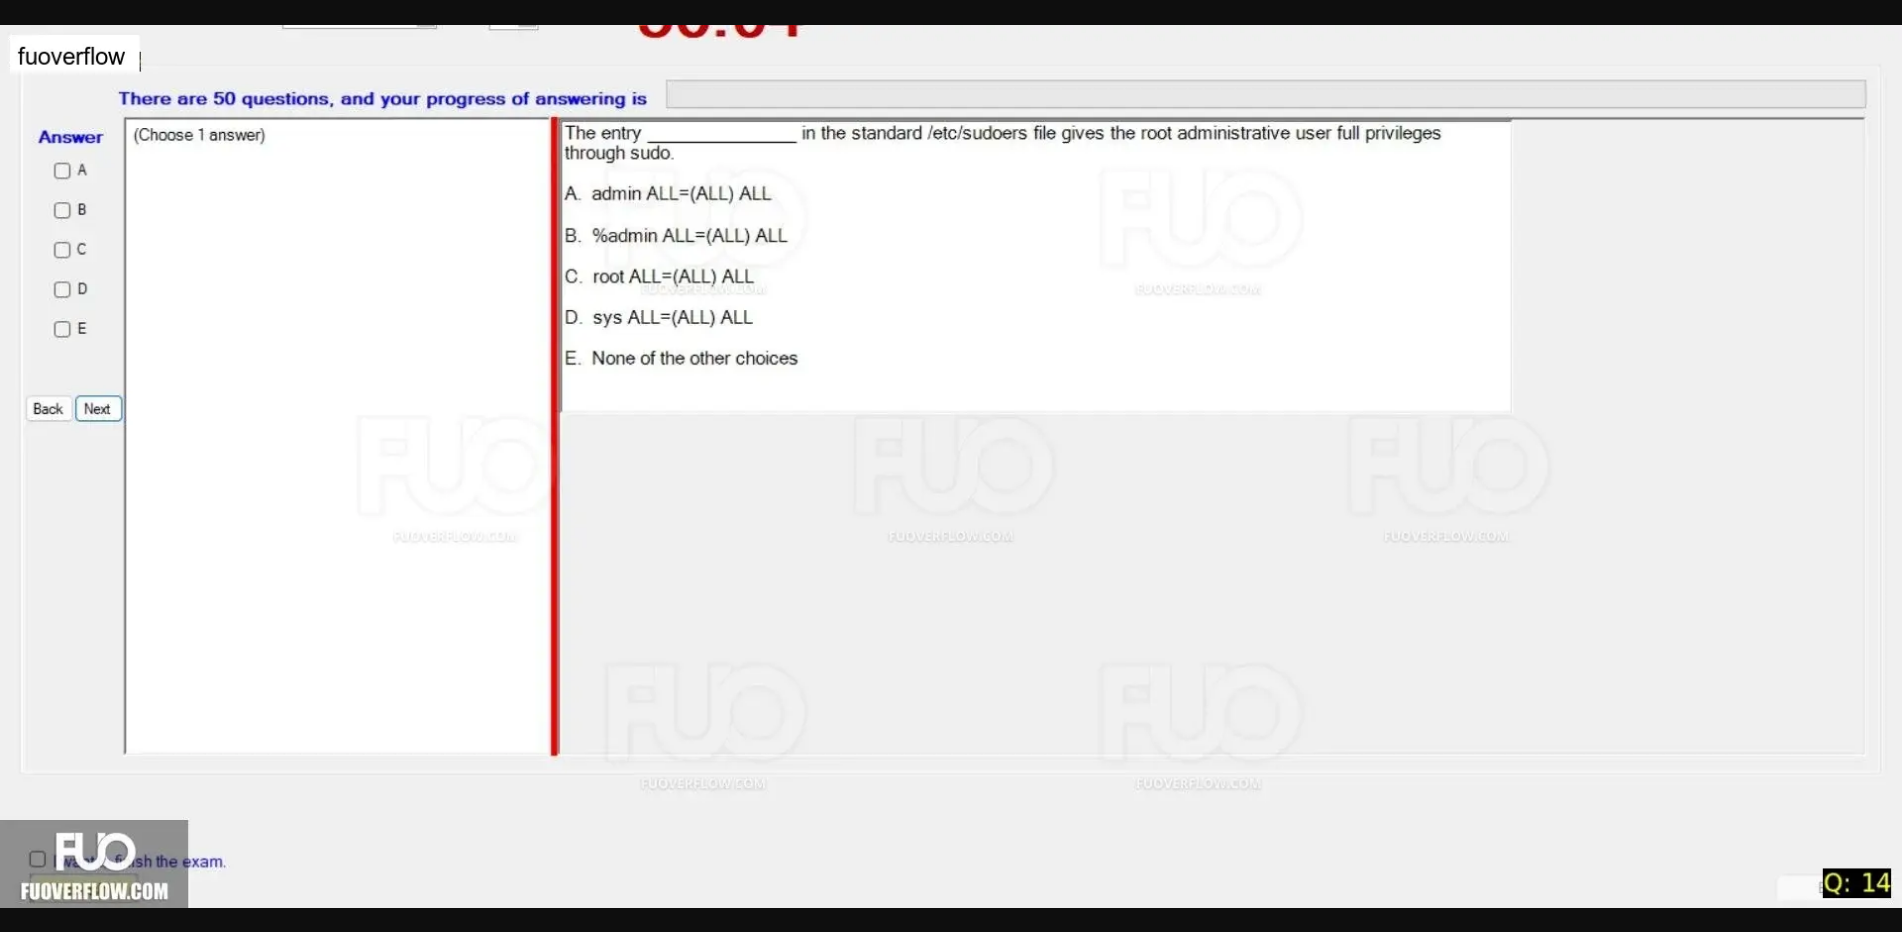 fuoverflow
There are 50 questions, and your progress of answering is
Answer
(Choose 1 answer)
A
B
C
D
E
Back Next
The entry _______________ in the standard /etc/sudoers file gives the root administrative user full privileges
through sudo.
A. admin ALL=(ALL) ALL
B. %admin ALL=(ALL) ALL
C. root ALL=(ALL) ALL
D. sys ALL=(ALL) ALL
E. None of the other choices
FUO
FUOVERFLOW.COM
FUO
FUOVERFLOW.COM
FUO
FUOVERFLOW.COM
FUO
FUOVERFLOW.COM
FUO
FUOVERFLOW.COM
FUO
FUOVERFLOW.COM
FUO
FUOVERFLOW.COM
FUO
the exam.
FUOVERFLOW.COM
Q: 14